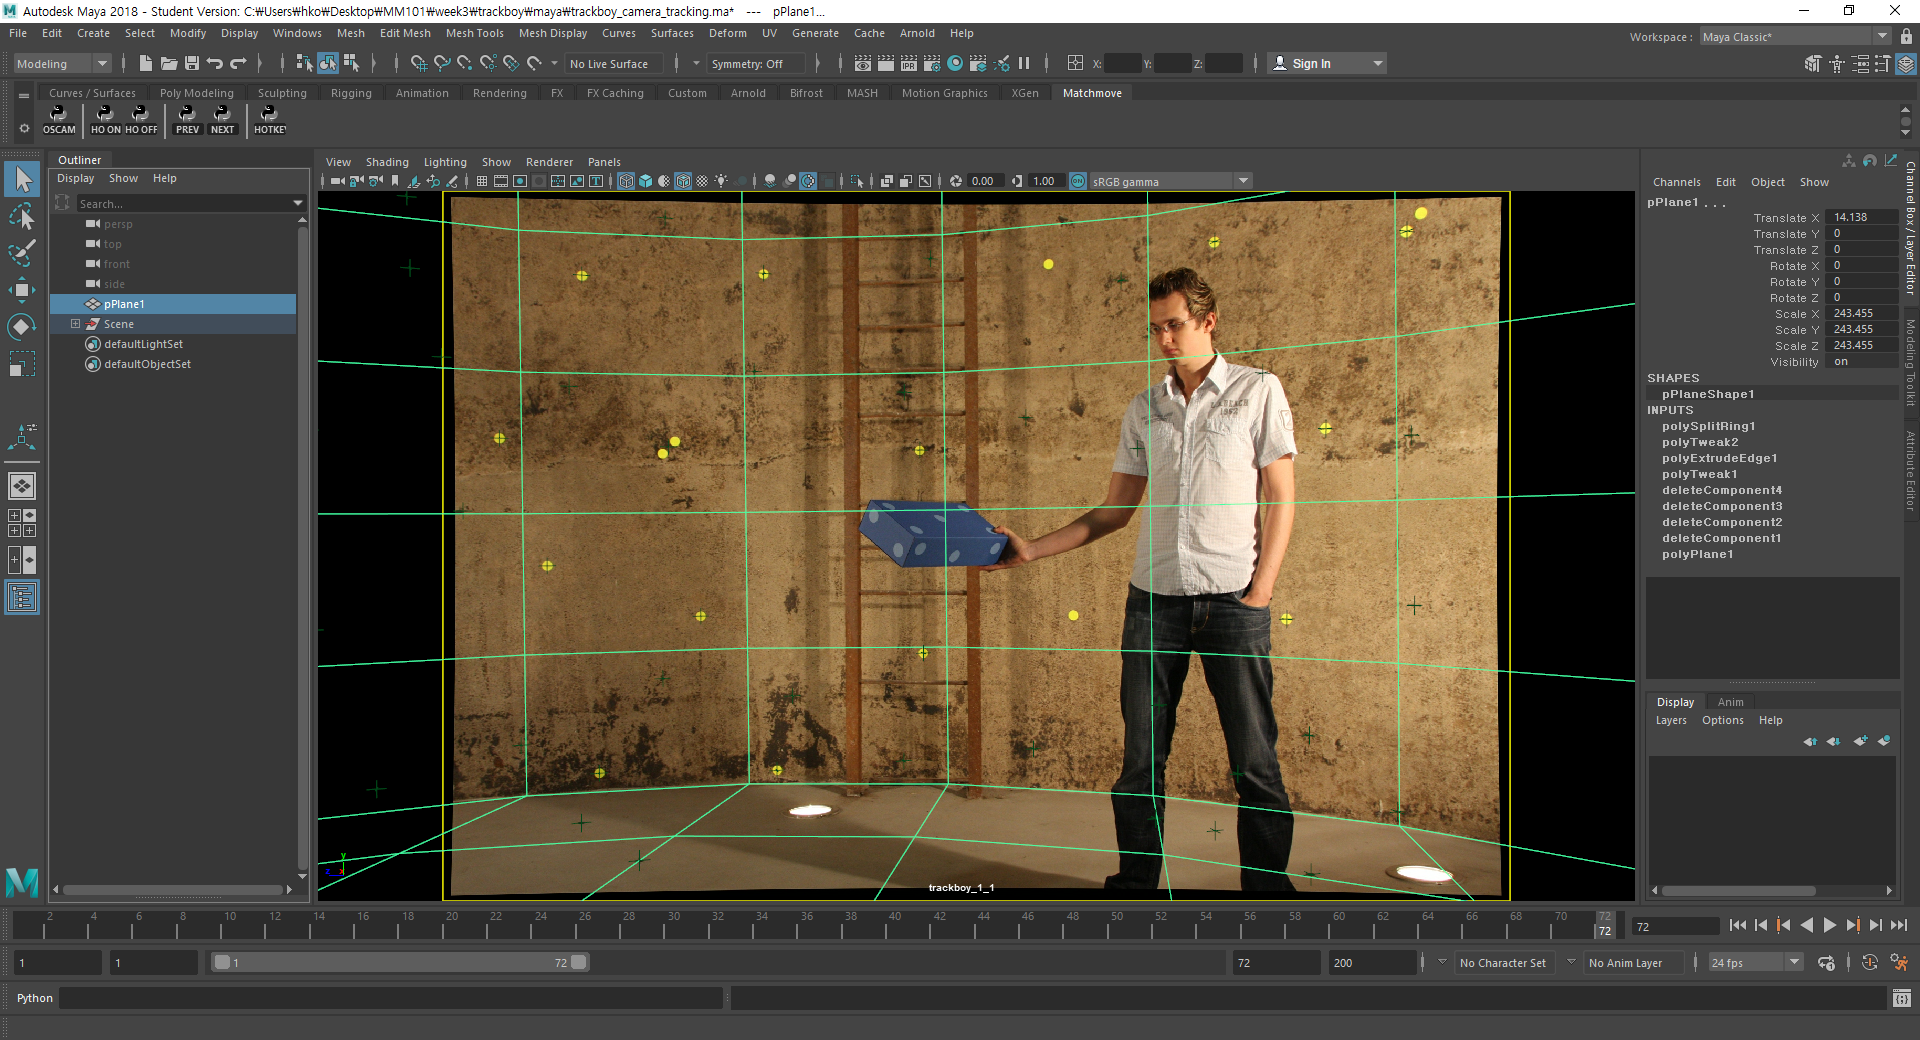 Autodesk Maya 2018 - Student Version: C:₩Users₩hko₩Desktop₩MM101₩week3₩trackboy₩maya₩trackboy_camera_tracking.ma*   ---   pPlane1...
File Edit Create Select Modify Display Windows Mesh Edit Mesh Mesh Tools Mesh Display Curves Surfaces Deform UV Generate Cache Arnold Help
Workspace : Maya Classic*
Modeling No Live Surface Symmetry: Off IPR X: Y: Z: Sign In
Curves / Surfaces Poly Modeling Sculpting Rigging Animation Rendering FX FX Caching Custom Arnold Bifrost MASH Motion Graphics XGen Matchmove
OSCAM HO ON HO OFF PREV NEXT HOTKEY
Outliner
Display Show Help
Search...
persp
top
front
side
pPlane1
Scene
defaultLightSet
defaultObjectSet
View Shading Lighting Show Renderer Panels
0.00 1.00 ON sRGB gamma
1992
y
z x
trackboy_1_1
Channels Edit Object Show
pPlane1 . . .
Translate X 14.138
Translate Y 0
Translate Z 0
Rotate X 0
Rotate Y 0
Rotate Z 0
Scale X 243.455
Scale Y 243.455
Scale Z 243.455
Visibility on
SHAPES
pPlaneShape1
INPUTS
polySplitRing1
polyTweak2
polyExtrudeEdge1
polyTweak1
deleteComponent4
deleteComponent3
deleteComponent2
deleteComponent1
polyPlane1
Channel Box / Layer Editor
Modeling Toolkit
Attribute Editor
Display Anim
Layers Options Help
2 4 6 8 10 12 14 16 18 20 22 24 26 28 30 32 34 36 38 40 42 44 46 48 50 52 54 56 58 60 62 64 66 68 70 72
72 72
1 1 1 72 72 200 No Character Set No Anim Layer 24 fps
Python